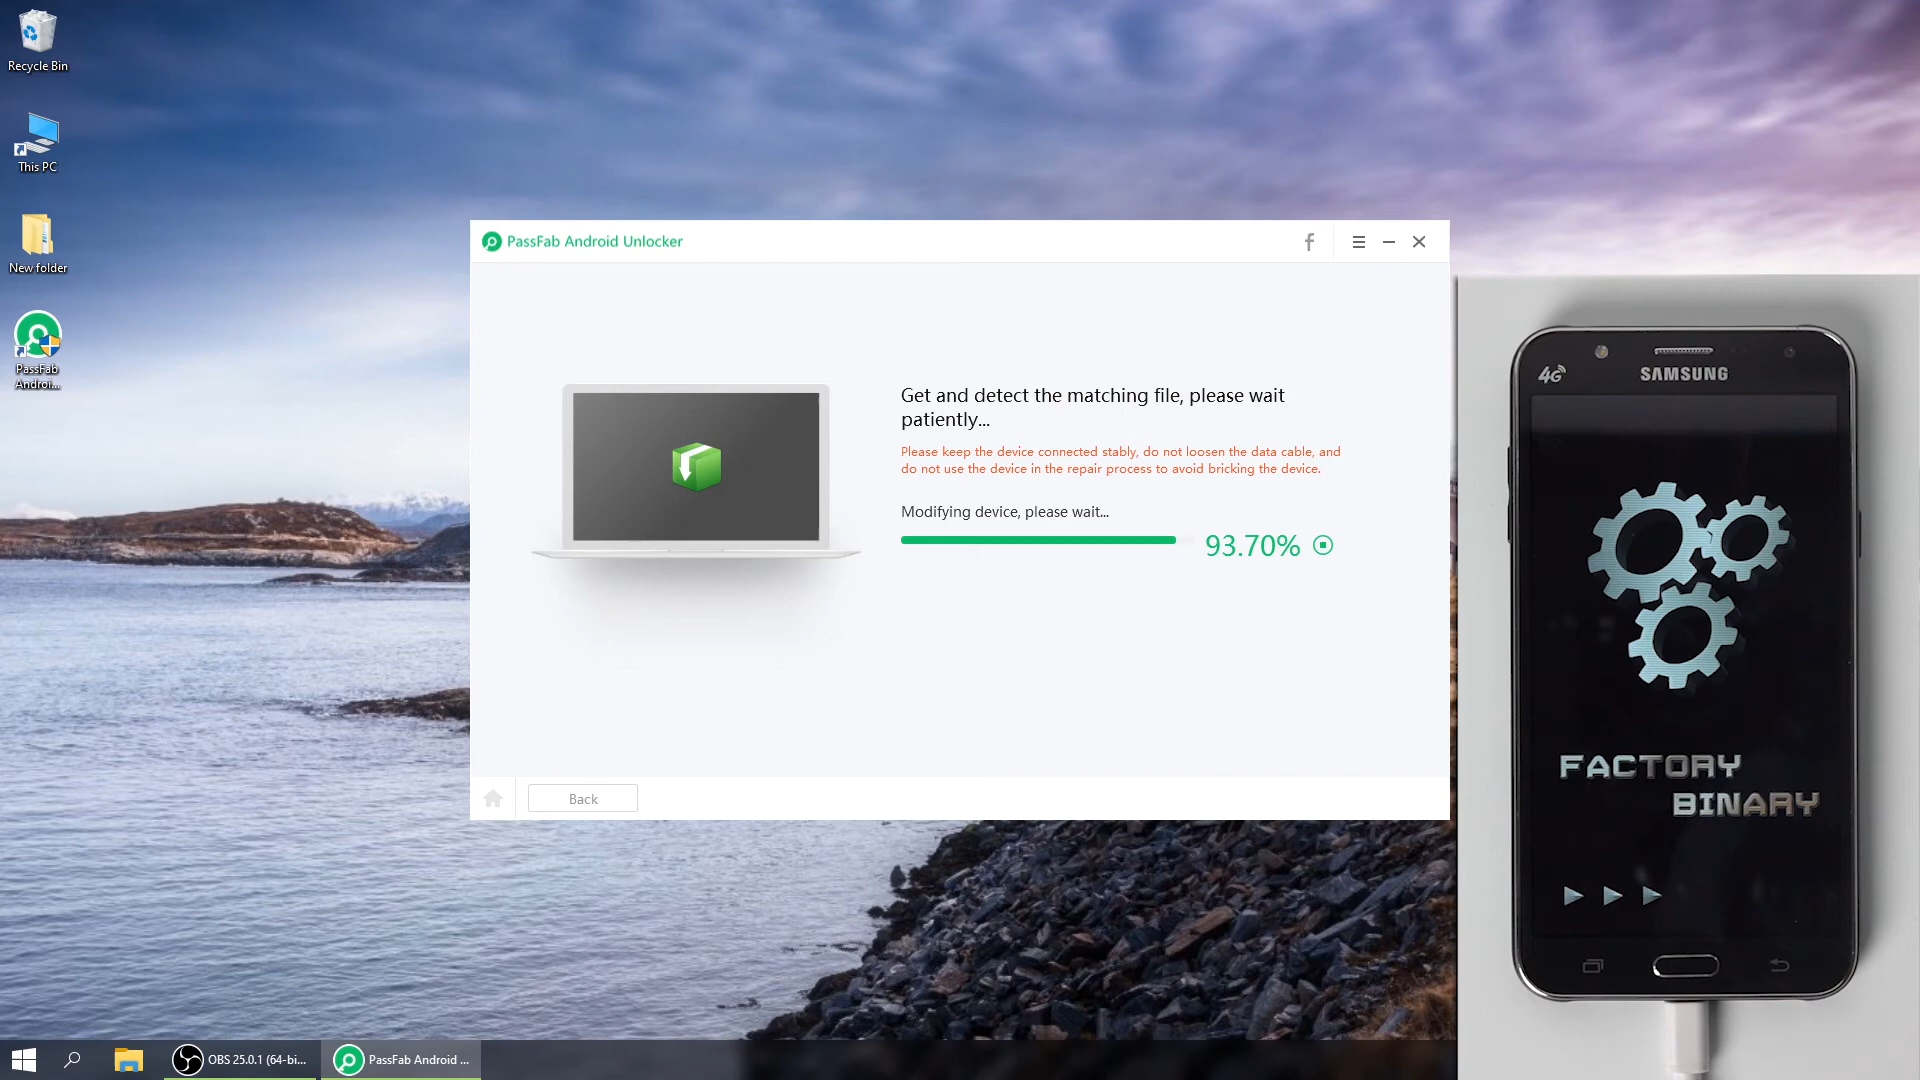 Recycle Bin
This PC
New folder
PassFab
Androi...
PassFab Android Unlocker
Get and detect the matching file, please wait
patiently...
Please keep the device connected stably, do not loosen the data cable, and
do not use the device in the repair process to avoid bricking the device.
Modifying device, please wait...
93.70%
Back
4G
SAMSUNG
FACTORY
BINARY
OBS 25.0.1 (64-bi...
PassFab Android ...